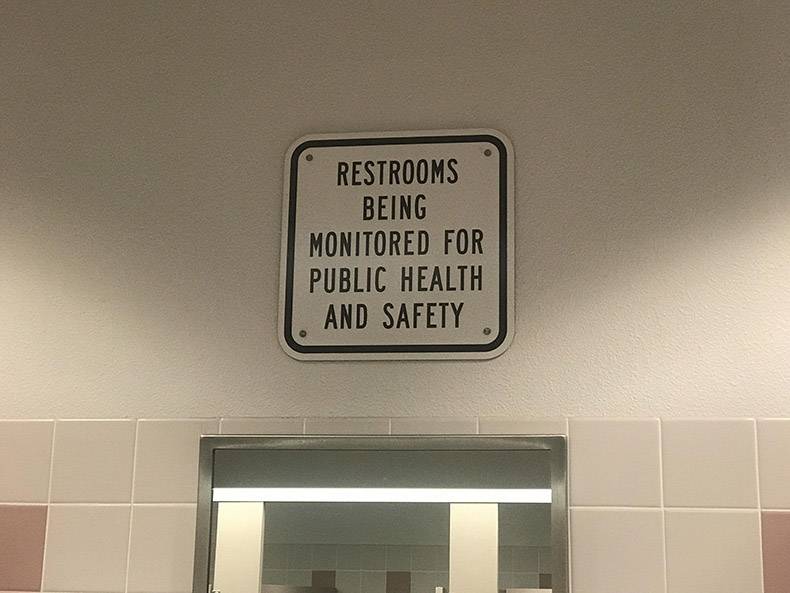 RESTROOMS
BEING
MONITORED FOR
PUBLIC HEALTH
AND SAFETY